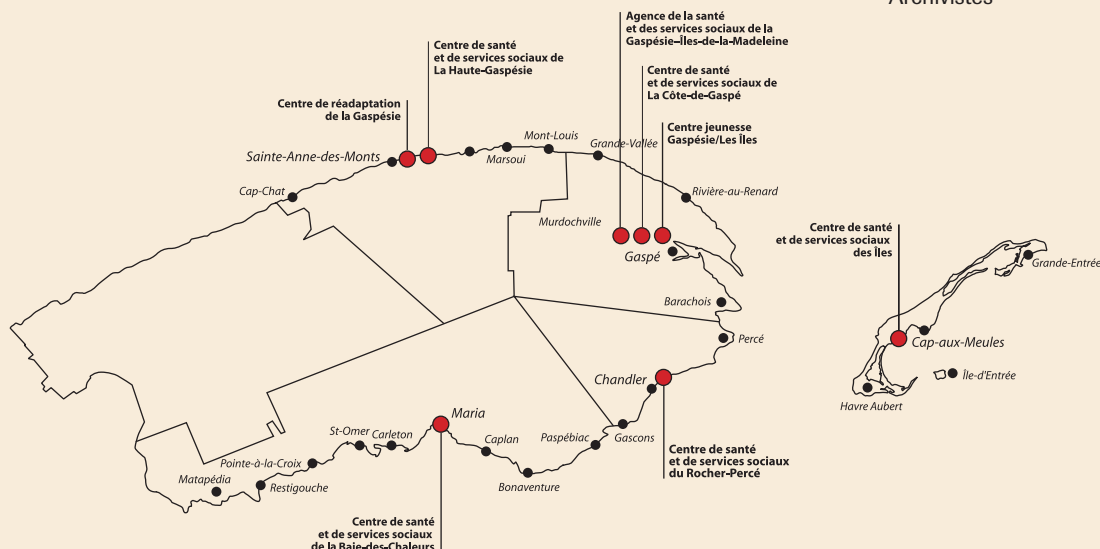 Archivistes
Agence de la santé
et des services sociaux de la
Gaspésie–Îles-de-la-Madeleine
Centre de santé
et de services sociaux de
La Haute-Gaspésie
Centre de santé
et de services sociaux de
La Côte-de-Gaspé
Centre de réadaptation
de la Gaspésie
Centre jeunesse
Gaspésie/Les Îles
Mont-Louis
Grande-Vallée
Sainte-Anne-des-Monts
Marsoui
Cap-Chat
Rivière-au-Renard
Murdochville
Gaspé
Centre de santé
et de services sociaux
des Îles
Grande-Entrée
Barachois
Percé
Cap-aux-Meules
Île-d'Entrée
Havre Aubert
Chandler
Maria
St-Omer
Carleton
Caplan
Paspébiac
Gascons
Pointe-à-la-Croix
Matapédia
Restigouche
Bonaventure
Centre de santé
et de services sociaux
du Rocher-Percé
Centre de santé
et de services sociaux
de la Baie-des-Chaleurs